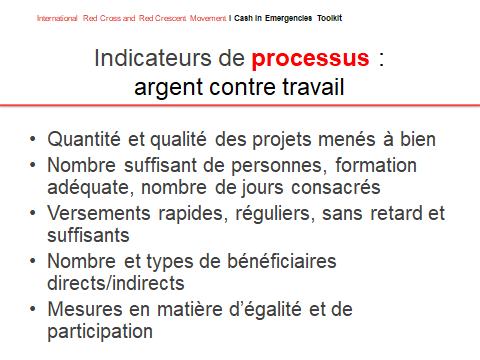 International Red Cross and Red Crescent Movement I Cash in Emergencies Toolkit
Indicateurs de processus :
argent contre travail
• Quantité et qualité des projets menés à bien
• Nombre suffisant de personnes, formation
adéquate, nombre de jours consacrés
• Versements rapides, réguliers, sans retard et
suffisants
• Nombre et types de bénéficiaires
directs/indirects
• Mesures en matière d’égalité et de
participation